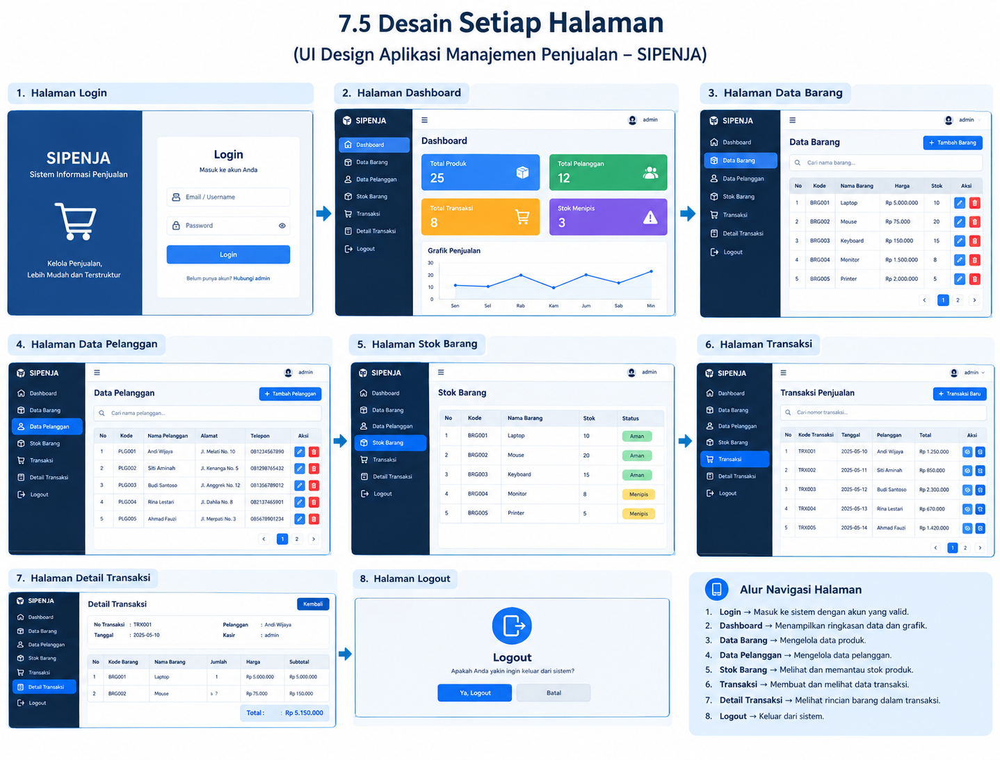 7.5 Desain Setiap Halaman
(UI Design Aplikasi Manajemen Penjualan – SIPENJA)
1. Halaman Login
SIPENJA
Sistem Informasi Penjualan
Kelola Penjualan,
Lebih Mudah dan Terstruktur
Login
Masuk ke akun Anda
Email / Username
Password
Login
Belum punya akun? Hubungi admin
2. Halaman Dashboard
SIPENJA
admin
Dashboard
Data Barang
Data Pelanggan
Stok Barang
Transaksi
Detail Transaksi
Logout
Dashboard
Total Produk
25
Total Pelanggan
12
Total Transaksi
8
Stok Menipis
3
Grafik Penjualan
30
20
10
0
Sen Sel Rab Kam Jum Sab Min
3. Halaman Data Barang
SIPENJA
admin
Dashboard
Data Barang
Data Pelanggan
Stok Barang
Transaksi
Detail Transaksi
Logout
Data Barang
+ Tambah Barang
Cari nama barang...
No Kode Nama Barang Harga Stok Aksi
1 BRG001 Laptop Rp 5.000.000 10
2 BRG002 Mouse Rp 75.000 20
3 BRG003 Keyboard Rp 150.000 15
4 BRG004 Monitor Rp 1.500.000 8
5 BRG005 Printer Rp 2.000.000 5
< 1 2 >
4. Halaman Data Pelanggan
SIPENJA
admin
Dashboard
Data Barang
Data Pelanggan
Stok Barang
Transaksi
Detail Transaksi
Logout
Data Pelanggan
+ Tambah Pelanggan
Cari nama pelanggan...
No Kode Nama Pelanggan Alamat Telepon Aksi
1 PLG001 Andi Wijaya Jl. Melati No. 10 081234567890
2 PLG002 Siti Aminah Jl. Kenanga No. 5 081298765432
3 PLG003 Budi Santoso Jl. Anggrek No. 12 081356789012
4 PLG004 Rina Lestari Jl. Dahlia No. 8 082137465901
5 PLG005 Ahmad Fauzi Jl. Merpati No. 3 085678901234
< 1 2 >
5. Halaman Stok Barang
SIPENJA
admin
Dashboard
Data Barang
Data Pelanggan
Stok Barang
Transaksi
Detail Transaksi
Logout
Stok Barang
No Kode Nama Barang Stok Status
1 BRG001 Laptop 10 Aman
2 BRG002 Mouse 20 Aman
3 BRG003 Keyboard 15 Aman
4 BRG004 Monitor 8 Menipis
5 BRG005 Printer 5 Menipis
6. Halaman Transaksi
SIPENJA
admin
Dashboard
Data Barang
Data Pelanggan
Stok Barang
Transaksi
Detail Transaksi
Logout
Transaksi Penjualan
+ Transaksi Baru
Cari nomor transaksi...
No Kode Transaksi Tanggal Pelanggan Total Aksi
1 TRX001 2025-05-10 Andi Wijaya Rp 1.250.000
2 TRX002 2025-05-11 Siti Aminah Rp 850.000
3 TRX003 2025-05-12 Budi Santoso Rp 2.300.000
4 TRX004 2025-05-13 Rina Lestari Rp 670.000
5 TRX005 2025-05-14 Ahmad Fauzi Rp 1.420.000
< 1 2 >
7. Halaman Detail Transaksi
SIPENJA
Dashboard
Data Barang
Data Pelanggan
Stok Barang
Transaksi
Detail Transaksi
Logout
Detail Transaksi
Kembali
No Transaksi : TRX001 Pelanggan : Andi Wijaya
Tanggal : 2025-05-10 Kasir : admin
No Kode Barang Nama Barang Jumlah Harga Subtotal
1 BRG001 Laptop 1 Rp 5.000.000 Rp 5.000.000
2 BRG002 Mouse Rp 75.000 Rp 150.000
Total : : Rp 5.150.000
8. Halaman Logout
Logout
Apakah Anda yakin ingin keluar dari sistem?
Ya, Logout
Batal
Alur Navigasi Halaman
1. Login → Masuk ke sistem dengan akun yang valid.
2. Dashboard → Menampilkan ringkasan data dan grafik.
3. Data Barang → Mengelola data produk.
4. Data Pelanggan → Mengelola data pelanggan.
5. Stok Barang → Melihat dan memantau stok produk.
6. Transaksi → Membuat dan melihat data transaksi.
7. Detail Transaksi → Melihat rincian barang dalam transaksi.
8. Logout → Keluar dari sistem.